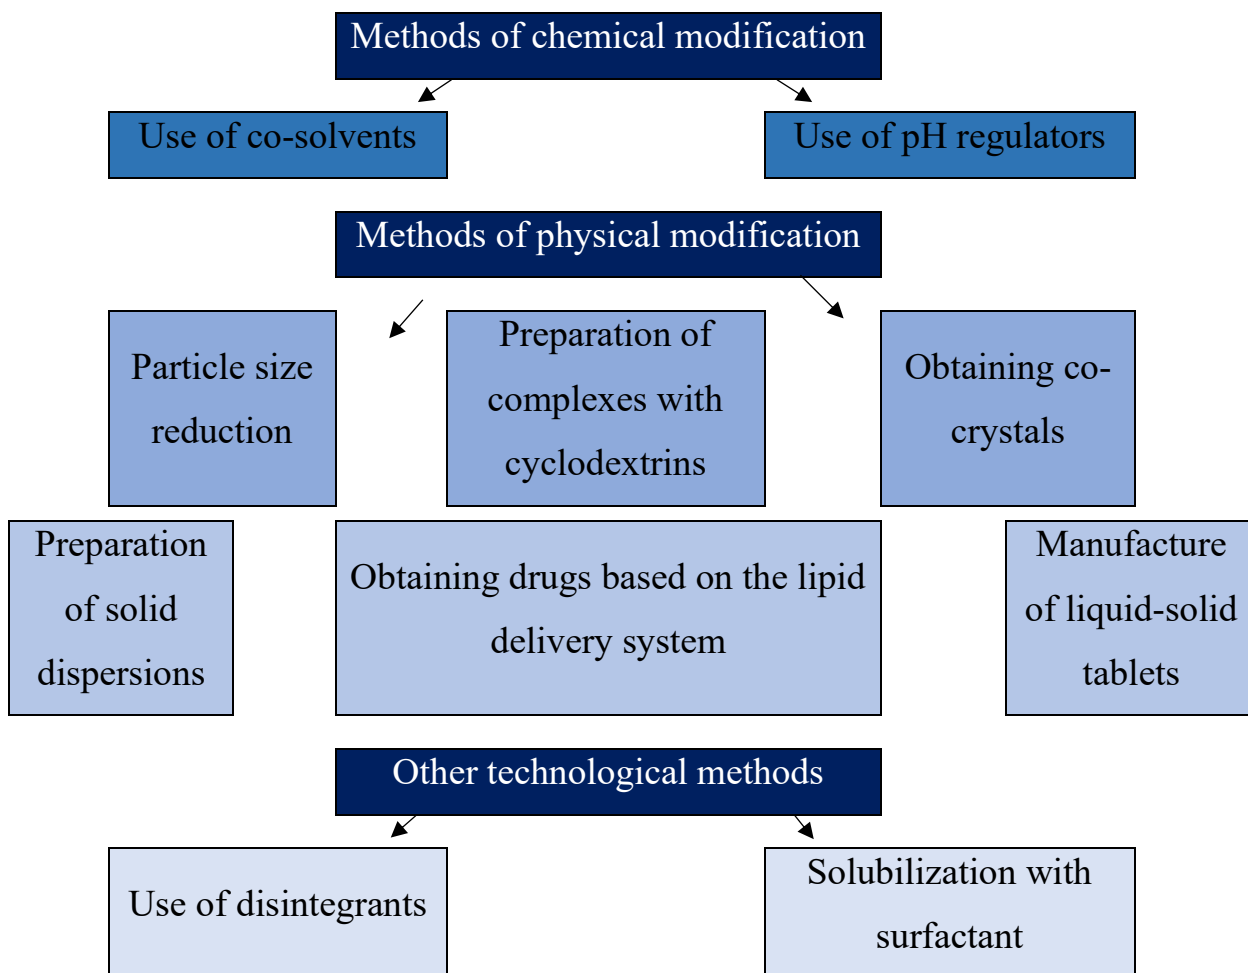 Methods of chemical modification
Use of co-solvents
Use of pH regulators
Methods of physical modification
Particle size
reduction
Preparation of
complexes with
cyclodextrins
Obtaining co-
crystals
Preparation
of solid
dispersions
Obtaining drugs based on the lipid
delivery system
Manufacture
of liquid-solid
tablets
Other technological methods
Use of disintegrants
Solubilization with
surfactant